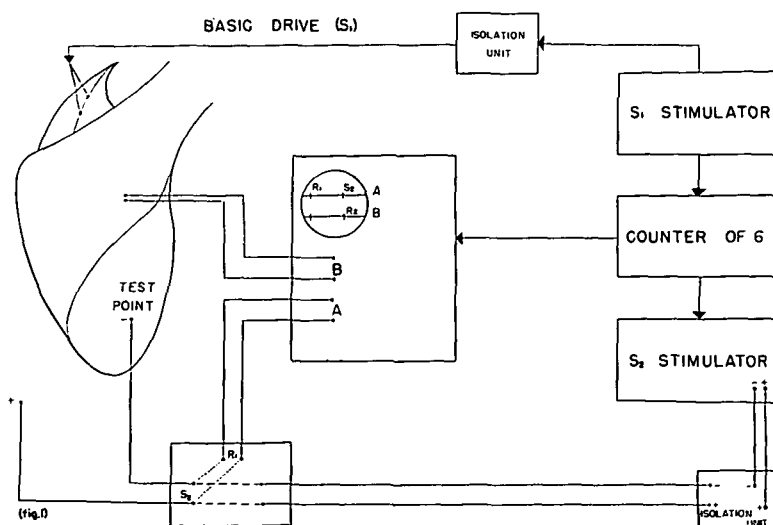 BASIC DRIVE (S₁)
ISOLATION
UNIT
S₁ STIMULATOR
R₁ S₂ A
R₂ B
COUNTER OF 6
B
A
TEST
POINT
-
S₂ STIMULATOR
- +
+
R₁
S₂
- -
+ +
ISOLATION
UNIT
(fig.1)